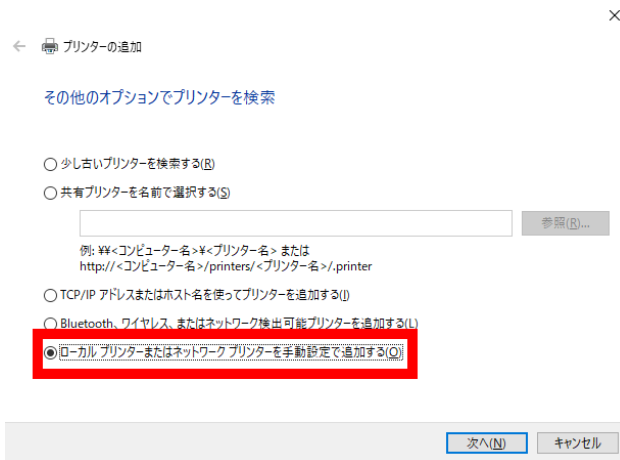 プリンターの追加
その他のオプションでプリンターを検索
少し古いプリンターを検索する(R)
共有プリンターを名前で選択する(S)
参照(R)...
例: ¥¥<コンピューター名>¥<プリンター名> または
http://<コンピューター名>/printers/<プリンター名>/.printer
TCP/IP アドレスまたはホスト名を使ってプリンターを追加する(I)
Bluetooth、ワイヤレス、またはネットワーク検出可能プリンターを追加する(L)
ローカル プリンターまたはネットワーク プリンターを手動設定で追加する(O)
次へ(N) キャンセル